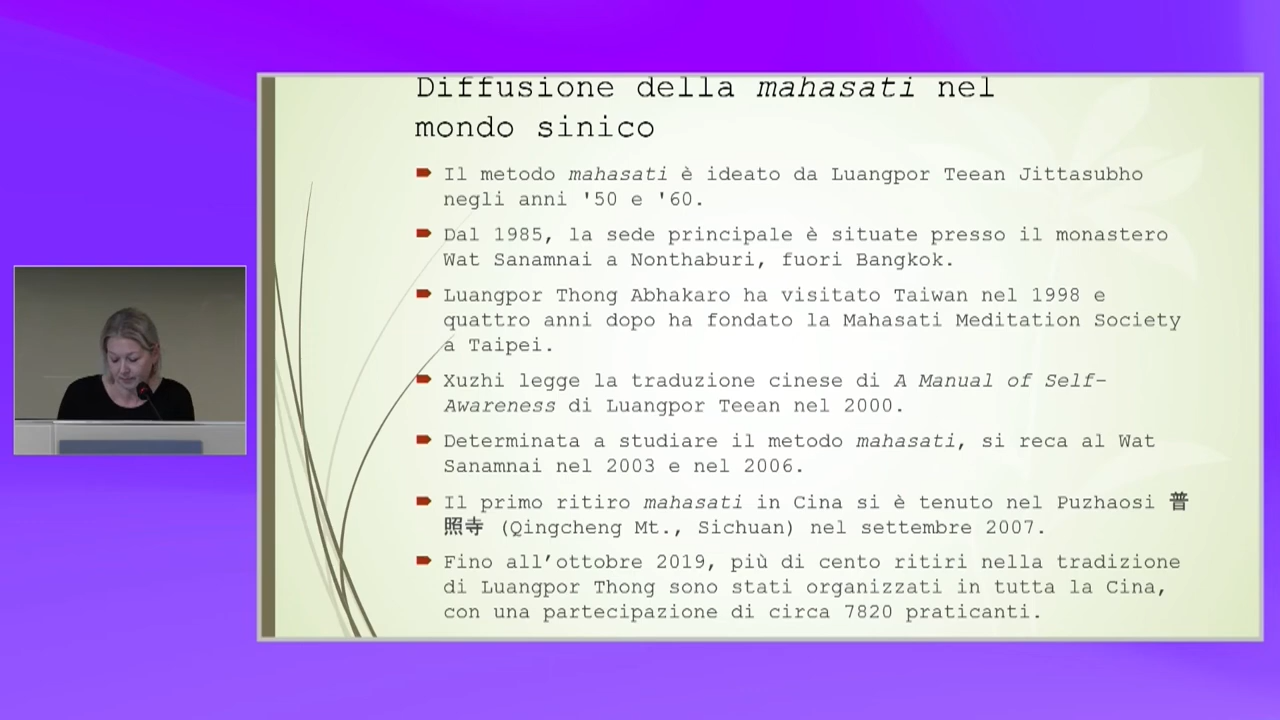 Diffusione della mahasati nel
mondo sinico
Il metodo mahasati è ideato da Luangpor Teean Jittasubho
negli anni '50 e '60.
Dal 1985, la sede principale è situate presso il monastero
Wat Sanamnai a Nonthaburi, fuori Bangkok.
Luangpor Thong Abhakaro ha visitato Taiwan nel 1998 e
quattro anni dopo ha fondato la Mahasati Meditation Society
a Taipei.
Xuzhi legge la traduzione cinese di A Manual of Self-
Awareness di Luangpor Teean nel 2000.
Determinata a studiare il metodo mahasati, si reca al Wat
Sanamnai nel 2003 e nel 2006.
Il primo ritiro mahasati in Cina si è tenuto nel Puzhaosi 普
照寺 (Qingcheng Mt., Sichuan) nel settembre 2007.
Fino all’ottobre 2019, più di cento ritiri nella tradizione
di Luangpor Thong sono stati organizzati in tutta la Cina,
con una partecipazione di circa 7820 praticanti.